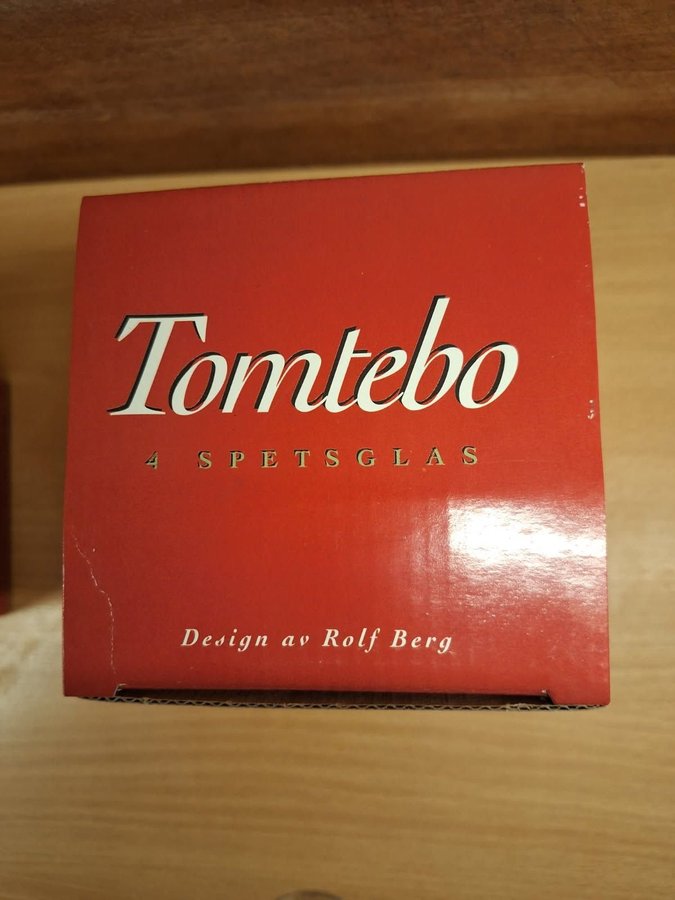 Tomtebo
4 SPETSGLAS
Design av Rolf Berg